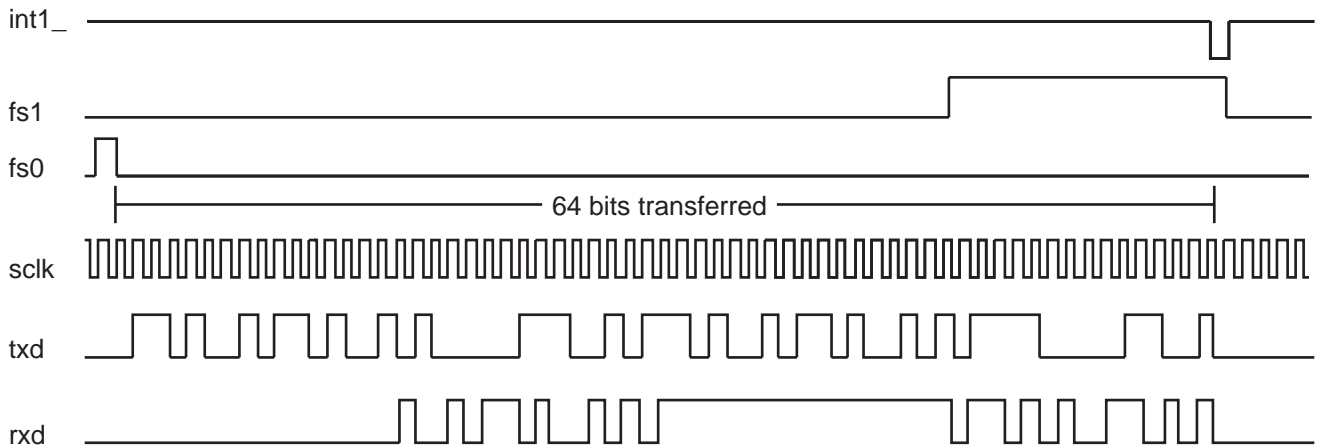 int1_
fs1
fs0
64 bits transferred
sclk
txd
rxd